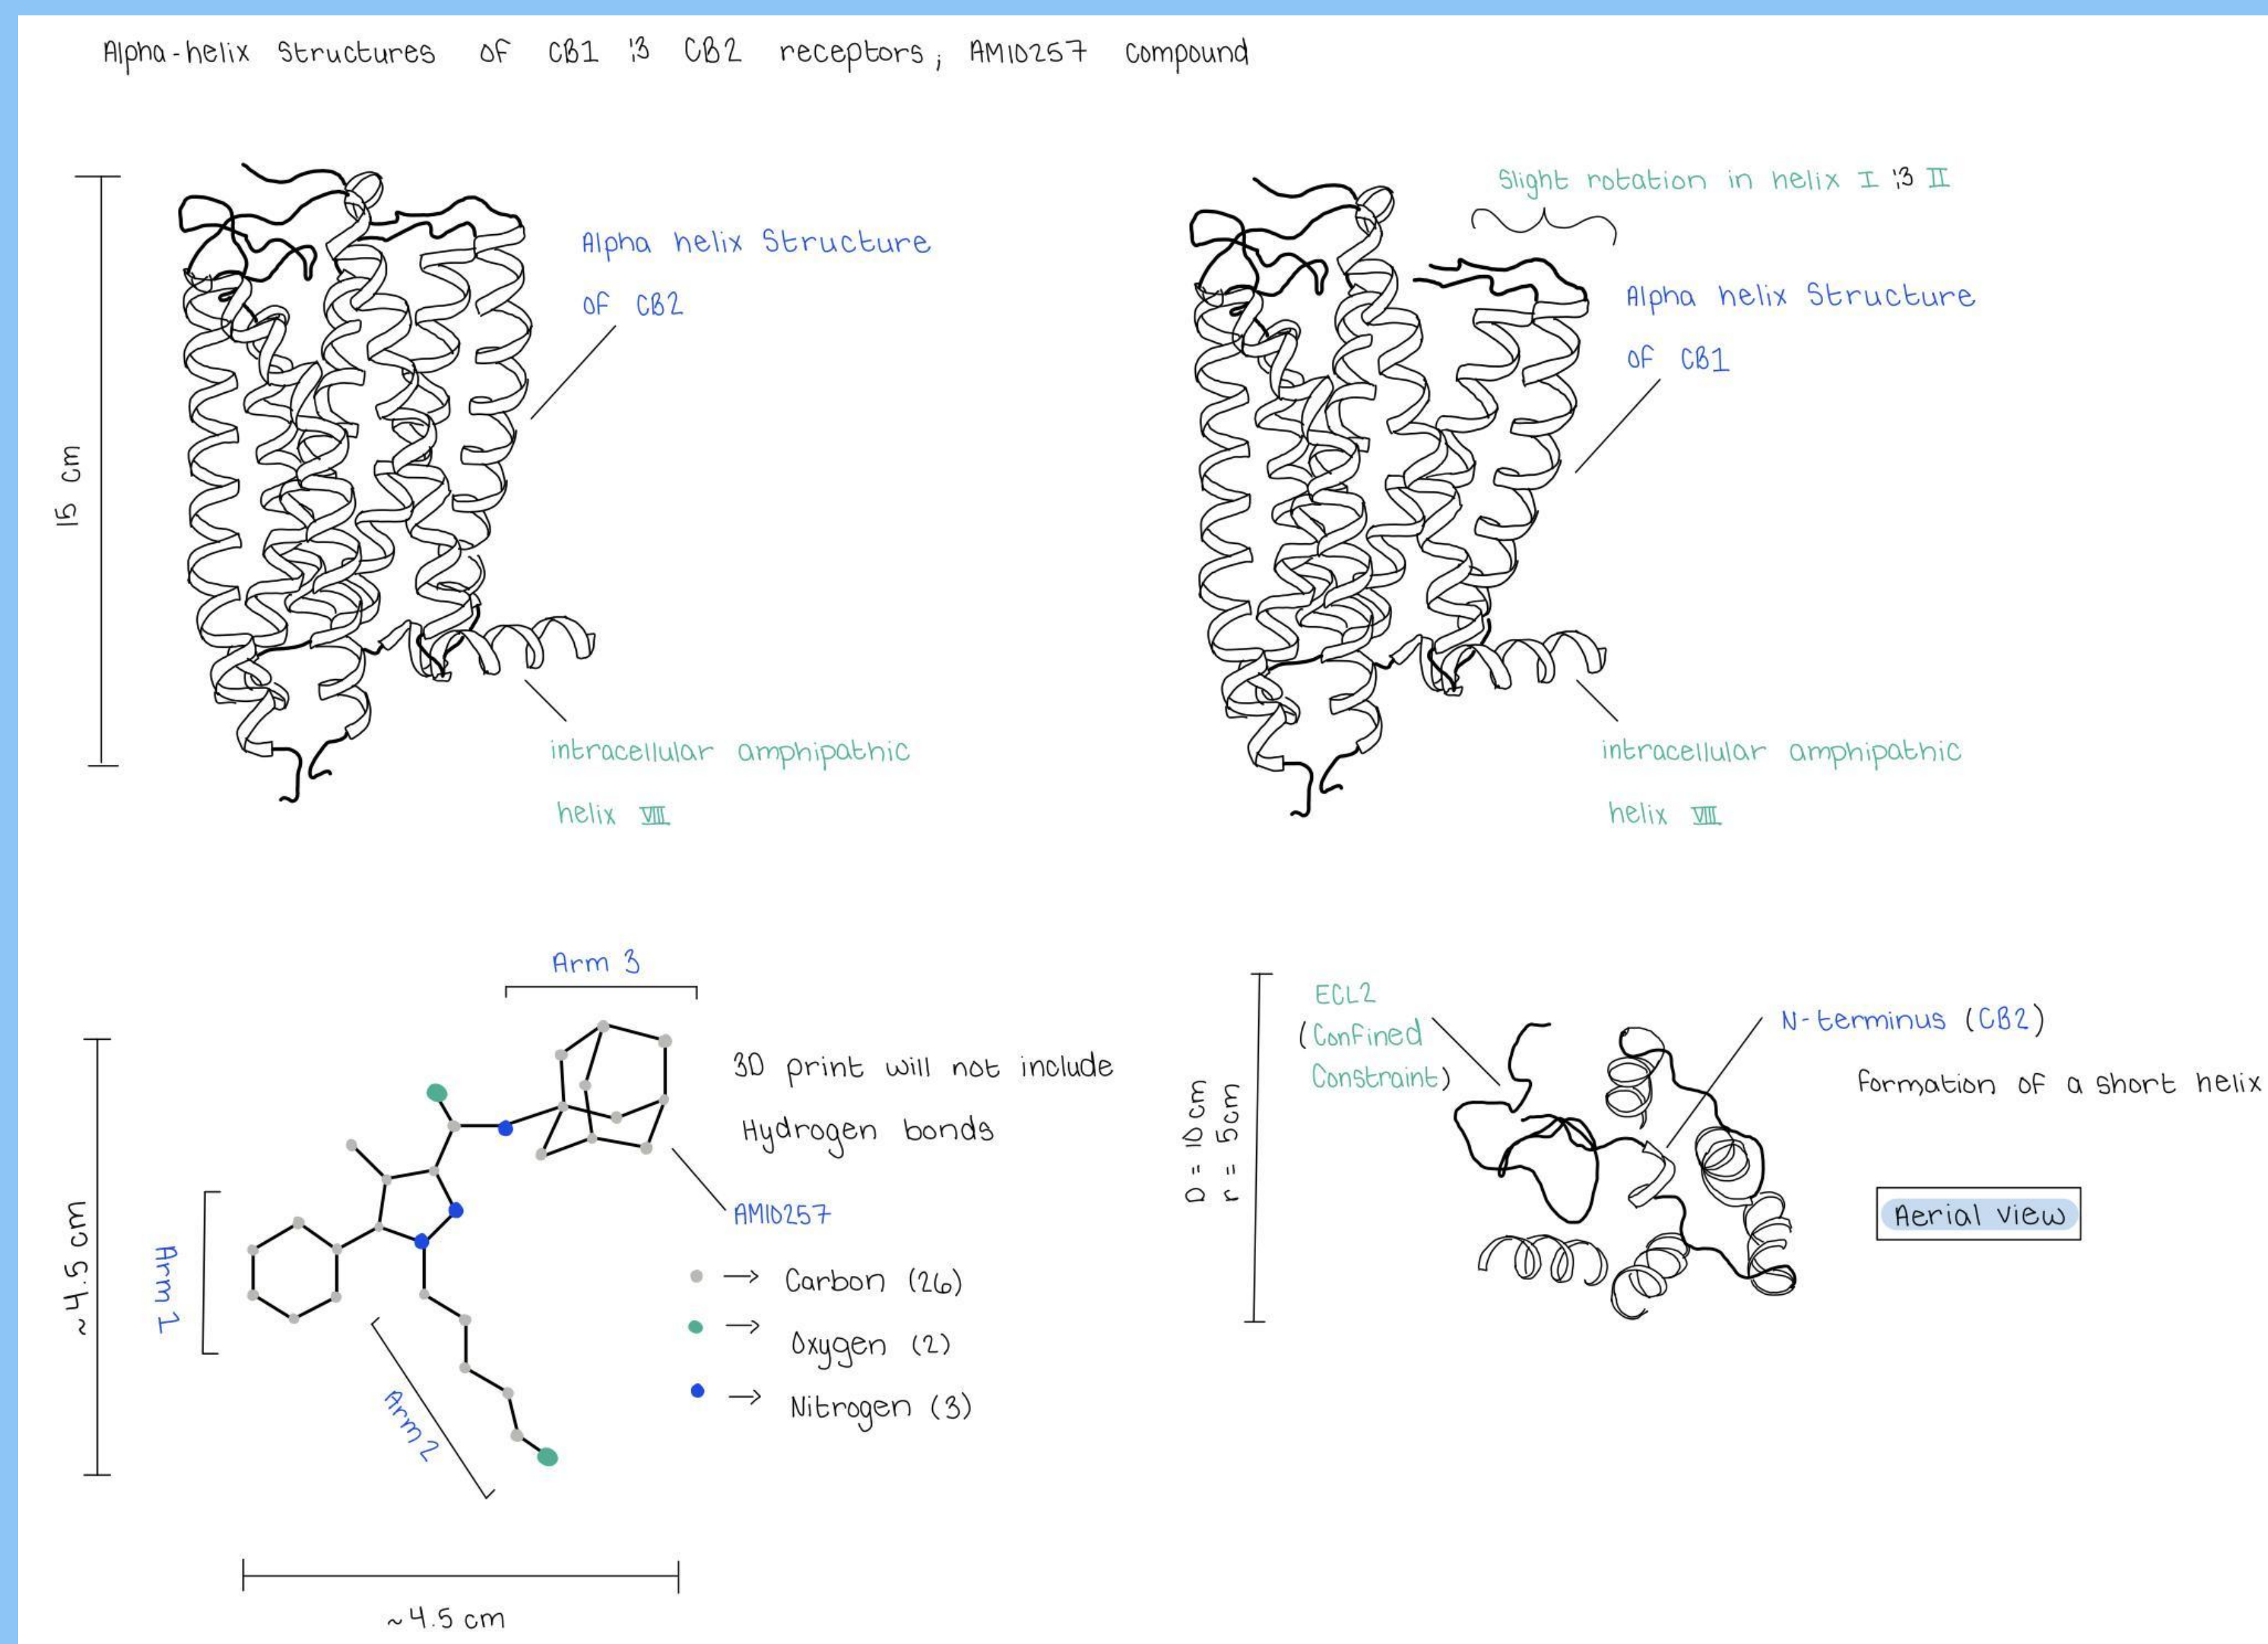 Alpha-helix Structures of CB1 & CB2 receptors; AM10257 Compound
15 cm
Alpha helix Structure
of CB2
intracellular amphipathic
helix VIII
Slight rotation in helix I & II
Alpha helix Structure
of CB1
intracellular amphipathic
helix VIII
~ 4.5 cm
Arm 1
Arm 2
Arm 3
3D print will not include
Hydrogen bonds
AM10257
→ Carbon (26)
→ Oxygen (2)
→ Nitrogen (3)
~ 4.5 cm
D = 10 cm
r = 5cm
ECL2
(Confined
Constraint)
N-terminus (CB2)
formation of a short helix
Aerial view